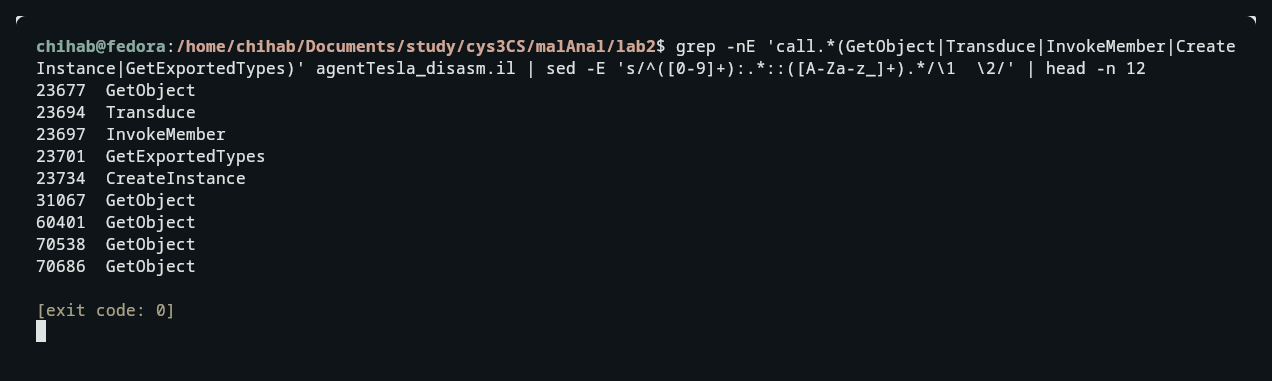 chihab@fedora:/home/chihab/Documents/study/cys3CS/malAnal/lab2$ grep -nE 'call.*(GetObject|Transduce|InvokeMember|Create
Instance|GetExportedTypes)' agentTesla_disasm.il | sed -E 's/^([0-9]+):.*::([A-Za-z_]+).*/\1  \2/' | head -n 12
23677  GetObject
23694  Transduce
23697  InvokeMember
23701  GetExportedTypes
23734  CreateInstance
31067  GetObject
60401  GetObject
70538  GetObject
70686  GetObject
[exit code: 0]